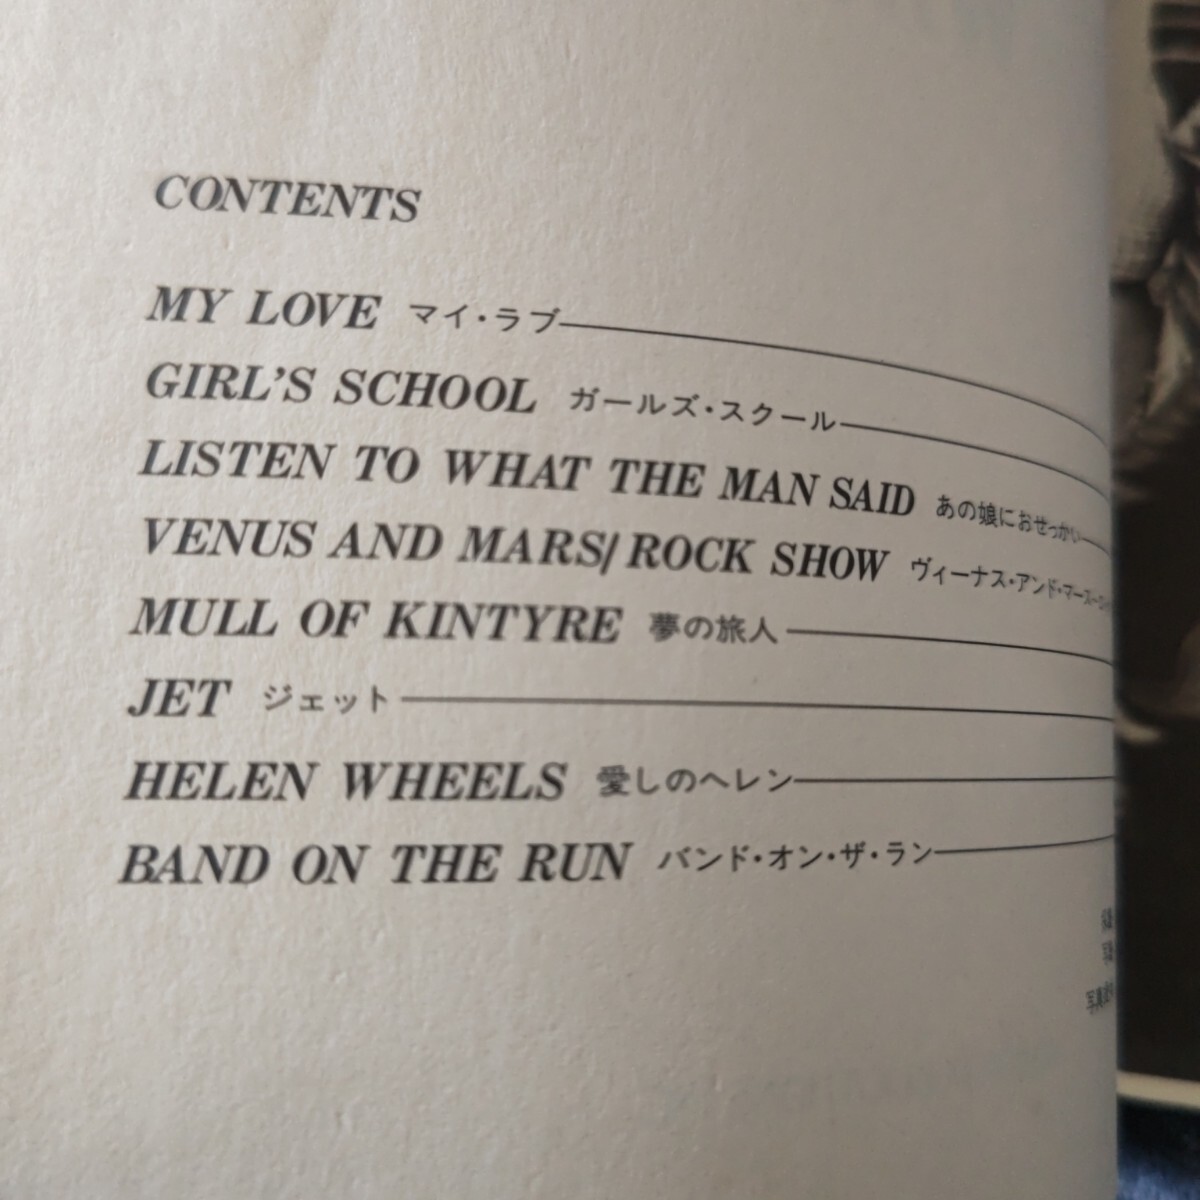 CONTENTS
MY LOVE マイ・ラブ
GIRL'S SCHOOL ガールズ・スクール
LISTEN TO WHAT THE MAN SAID あの娘におせっかい
VENUS AND MARS/ROCK SHOW ヴィーナス・アンド・マース〜
MULL OF KINTYRE 夢の旅人
JET ジェット
HELEN WHEELS 愛しのヘレン
BAND ON THE RUN バンド・オン・ザ・ラン